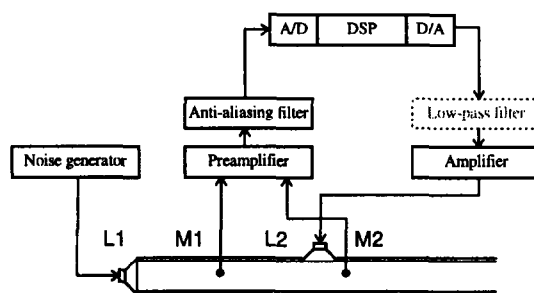 A/D DSP D/A
Anti-aliasing filter Low-pass filter
Noise generator Preamplifier Amplifier
L1 M1 L2 M2